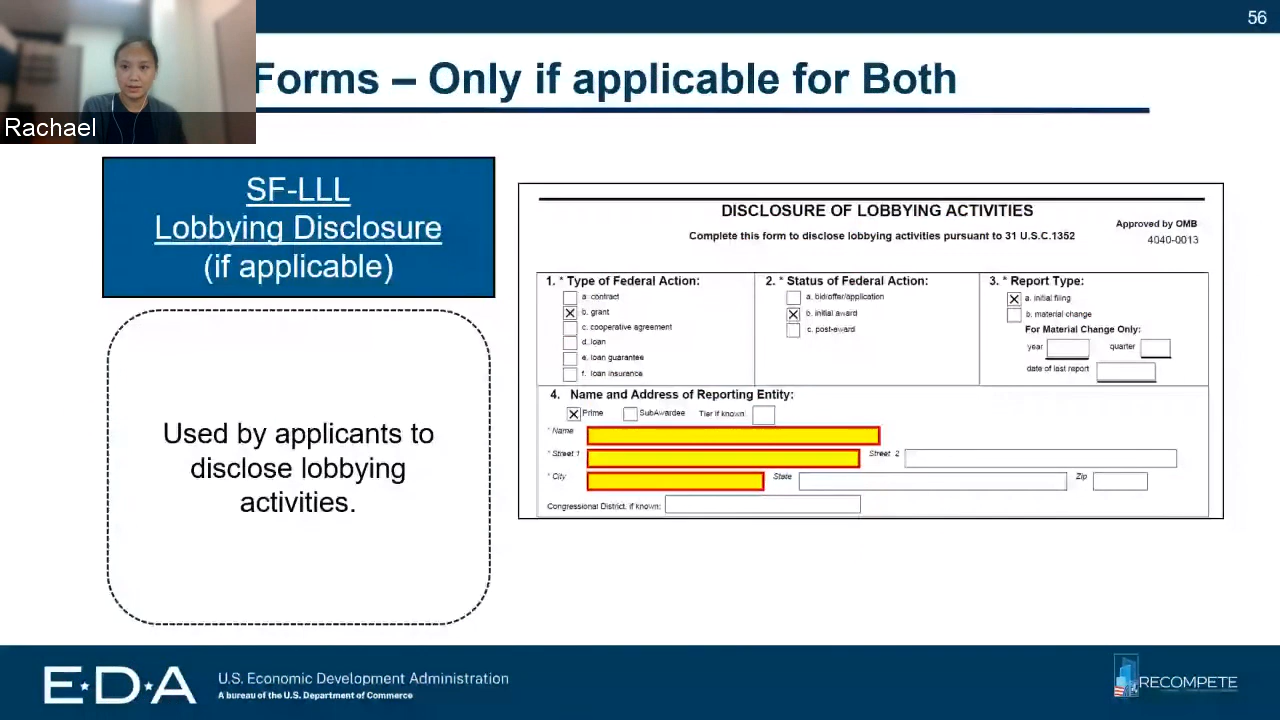 56
Forms – Only if applicable for Both
Rachael
SF-LLL
Lobbying Disclosure
(if applicable)
Used by applicants to
disclose lobbying
activities.
DISCLOSURE OF LOBBYING ACTIVITIES
Complete this form to disclose lobbying activities pursuant to 31 U.S.C.1352
Approved by OMB
4040-0013
1. * Type of Federal Action:
a. contract
b. grant
c. cooperative agreement
d. loan
e. loan guarantee
f. loan insurance
2. * Status of Federal Action:
a. bid/offer/application
b. initial award
c. post-award
3. * Report Type:
a. initial filing
b. material change
For Material Change Only:
year quarter
date of last report
4. Name and Address of Reporting Entity:
Prime SubAwardee Tier if known:
* Name
* Street 1 Street 2
* City State Zip
Congressional District, if known:
EDA
U.S. Economic Development Administration
A bureau of the U.S. Department of Commerce
RECOMPETE